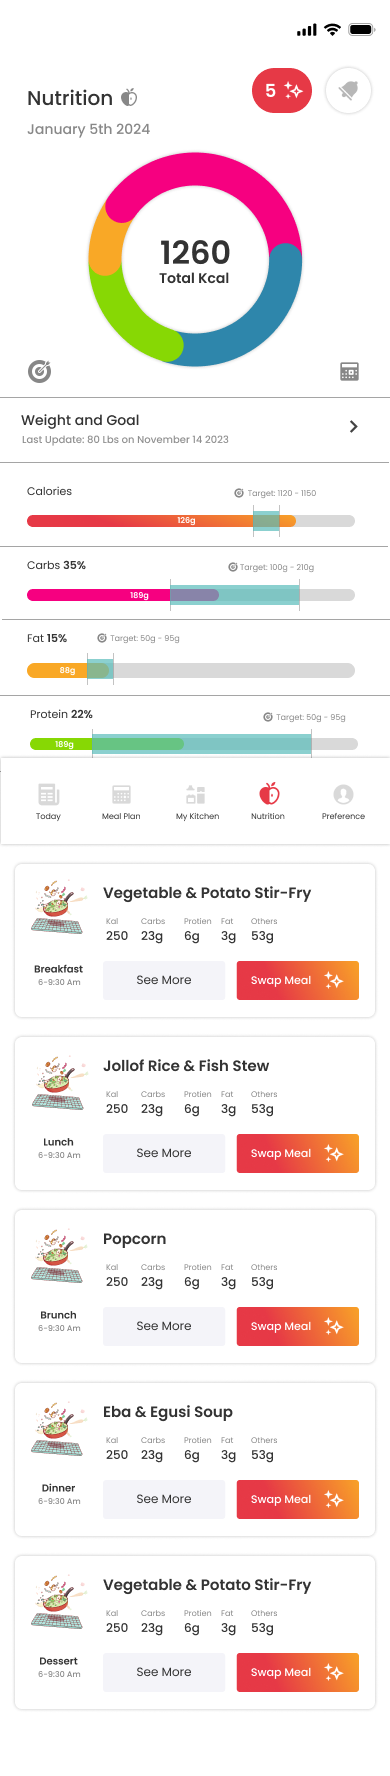 5
Nutrition
January 5th 2024
1260
Total Kcal
Weight and Goal
Last Update: 80 Lbs on November 14 2023
Calories
Target: 1120 - 1150
126g
Carbs 35%
Target: 100g - 210g
189g
Fat 15%
Target: 50g - 95g
88g
Protein 22%
Target: 50g - 95g
189g
Today
Meal Plan
My Kitchen
Nutrition
Preference
Vegetable & Potato Stir-Fry
Kal Carbs Protien Fat Others
250 23g 6g 3g 53g
Breakfast
6-9:30 Am
See More
Swap Meal
Jollof Rice & Fish Stew
Kal Carbs Protien Fat Others
250 23g 6g 3g 53g
Lunch
6-9:30 Am
See More
Swap Meal
Popcorn
Kal Carbs Protien Fat Others
250 23g 6g 3g 53g
Brunch
6-9:30 Am
See More
Swap Meal
Eba & Egusi Soup
Kal Carbs Protien Fat Others
250 23g 6g 3g 53g
Dinner
6-9:30 Am
See More
Swap Meal
Vegetable & Potato Stir-Fry
Kal Carbs Protien Fat Others
250 23g 6g 3g 53g
Dessert
6-9:30 Am
See More
Swap Meal